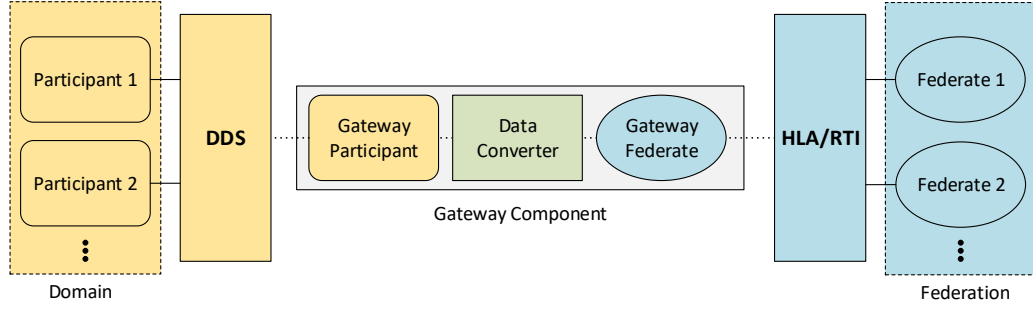 Participant 1
Participant 2
Domain
DDS
Gateway
Participant
Data
Converter
Gateway
Federate
Gateway Component
HLA/RTI
Federate 1
Federate 2
Federation